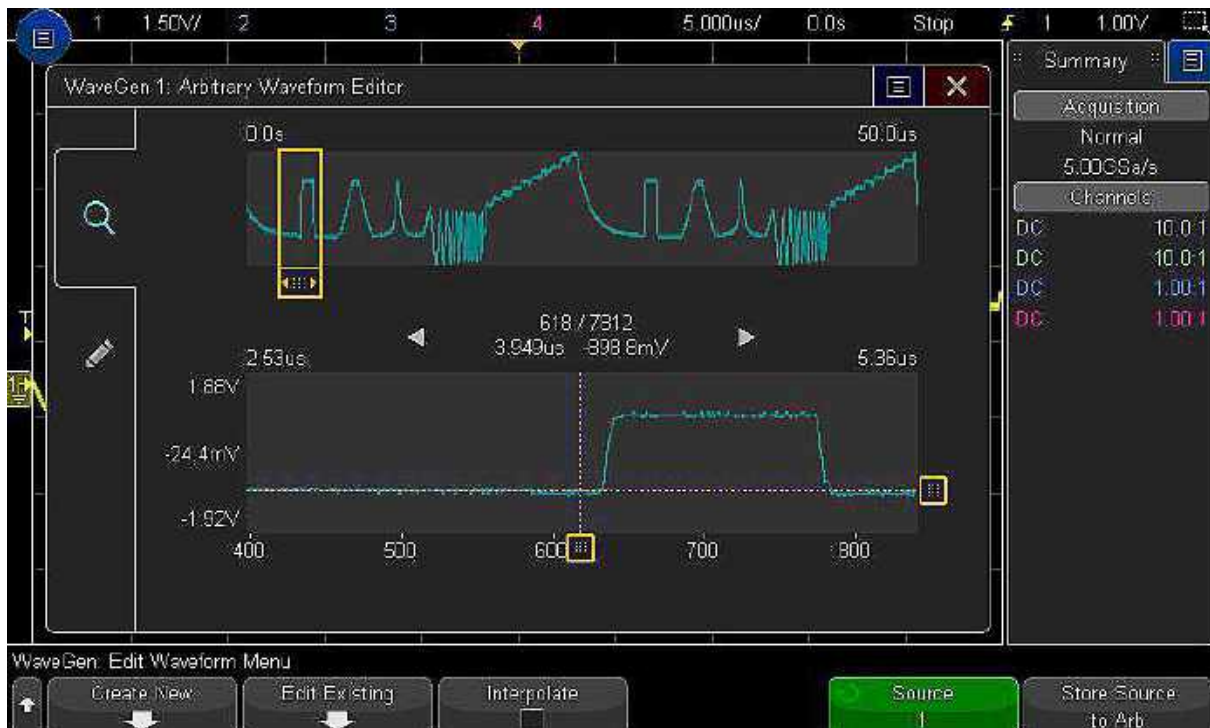 1 1.50V/ 2 3 4 5.000us/ 0.0s Stop 1 1.00V
WaveGen 1: Arbitrary Waveform Editor
0.0s 50.0us
618 / 7812
3.949us -898.8mV
2.53us 5.36us
1.88V
-24.4mV
-1.92V
400 500 600 700 800
T
1
Summary
Acquisition
Normal
5.00GSa/s
Channels
DC 10.0:1
DC 10.0:1
DC 1.00:1
DC 1.00:1
WaveGen: Edit Waveform Menu
Create New
Edit Existing
Interpolate
Source
1
Store Source
to Arb